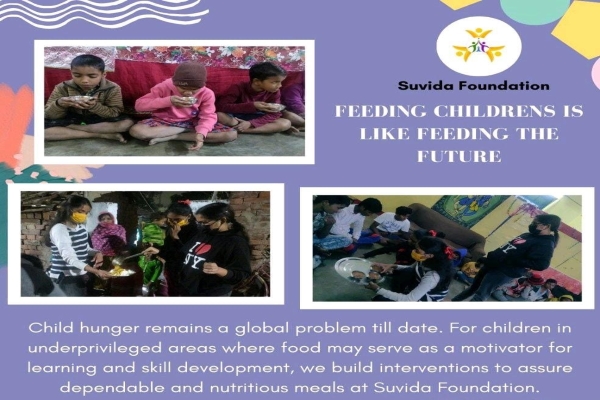 Suvida Foundation
FEEDING CHILDRENS IS
LIKE FEEDING THE
FUTURE
I
NY
Child hunger remains a global problem till date. For children in
underprivileged areas where food may serve as a motivator for
learning and skill development, we build interventions to assure
dependable and nutritious meals at Suvida Foundation.